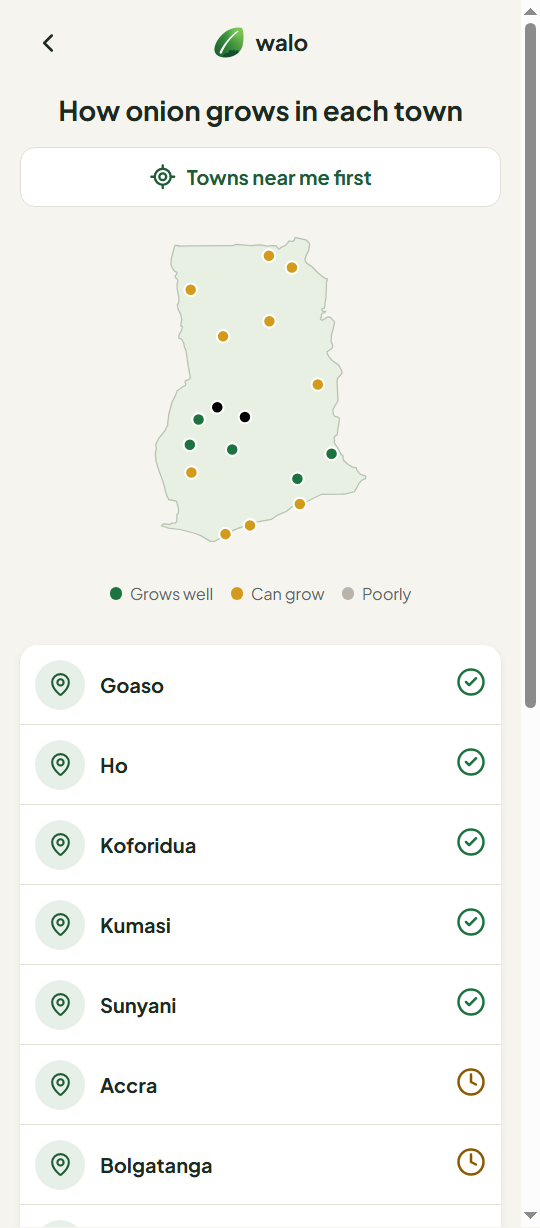 walo
How onion grows in each town
Towns near me first
Grows well
Can grow
Poorly
Goaso
Ho
Koforidua
Kumasi
Sunyani
Accra
Bolgatanga